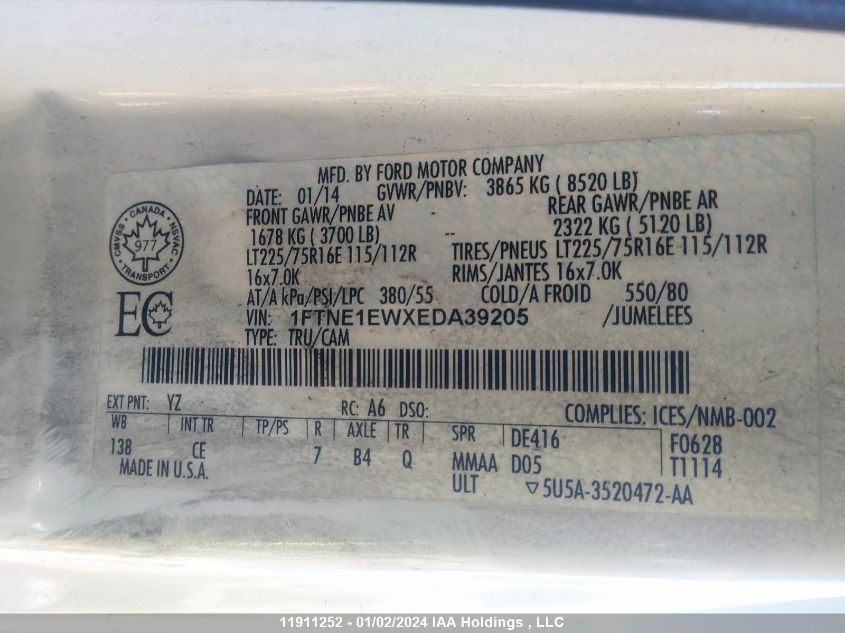 MFD. BY FORD MOTOR COMPANY
DATE: 01/14 GVWR/PNBV: 3865 KG ( 8520 LB)
FRONT GAWR/PNBE AV REAR GAWR/PNBE AR
1678 KG ( 3700 LB) -- 2322 KG ( 5120 LB)
LT225/75R16E 115/112R TIRES/PNEUS LT225/75R16E 115/112R
16x7.0K RIMS/JANTES 16x7.0K
AT/A kPa/PSI/LPC 380/55 COLD/A FROID 550/80
VIN: 1FTNE1EWXEDA39205 /JUMELEES
TYPE: TRU/CAM
CMVSS · CANADA · NSVAC
977
· TRANSPORT ·
EC
EXT PNT: YZ RC: A6 DSO: COMPLIES: ICES/NMB-002
WB INT TR TP/PS R AXLE TR SPR DE416 F0628
138 CE 7 B4 Q MMAA D05 T1114
MADE IN U.S.A. ULT ▽5U5A-3520472-AA
11911252 - 01/02/2024 IAA Holdings , LLC